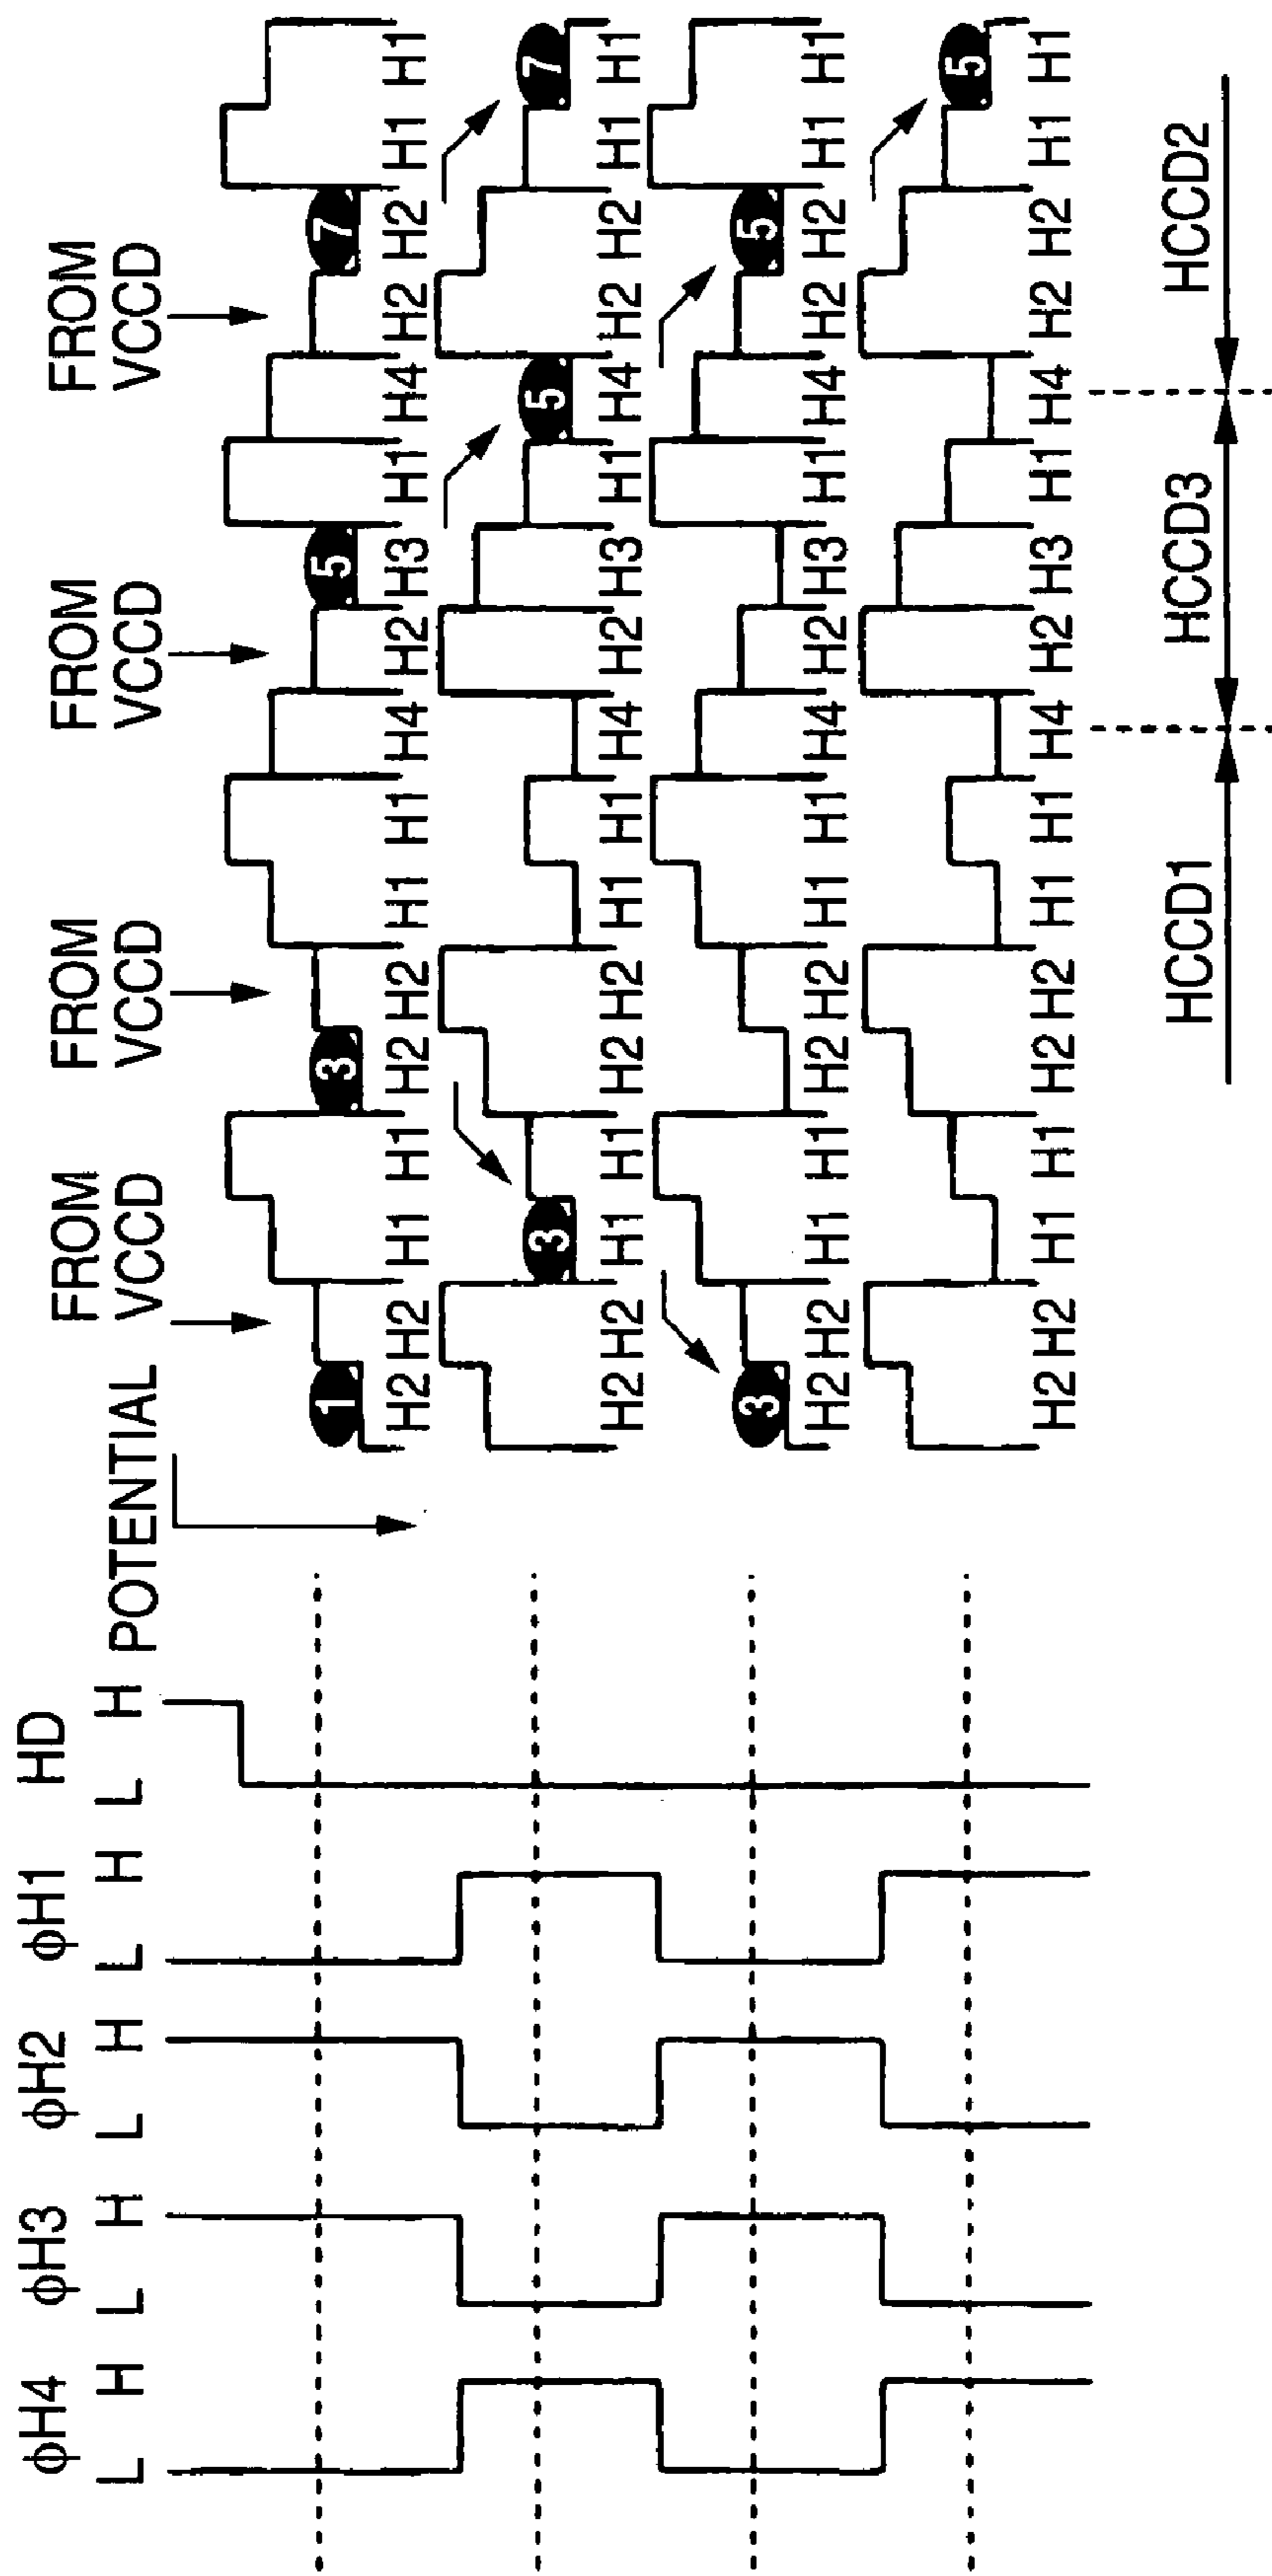 φH4 φH3 φH2 φH1 HD
L H L H L H L H L H
POTENTIAL
FROM VCCD
FROM VCCD
FROM VCCD
FROM VCCD
1 3 5 7
H2 H2 H1 H1 H2 H2 H1 H1 H4 H2 H3 H1 H4 H2 H2 H1 H1
3 5 7
H2 H2 H1 H1 H2 H2 H1 H1 H4 H2 H3 H1 H4 H2 H2 H1 H1
3 5
H2 H2 H1 H1 H2 H2 H1 H1 H4 H2 H3 H1 H4 H2 H2 H1 H1
5
H2 H2 H1 H1 H2 H2 H1 H1 H4 H2 H3 H1 H4 H2 H2 H1 H1
HCCD1 HCCD3 HCCD2